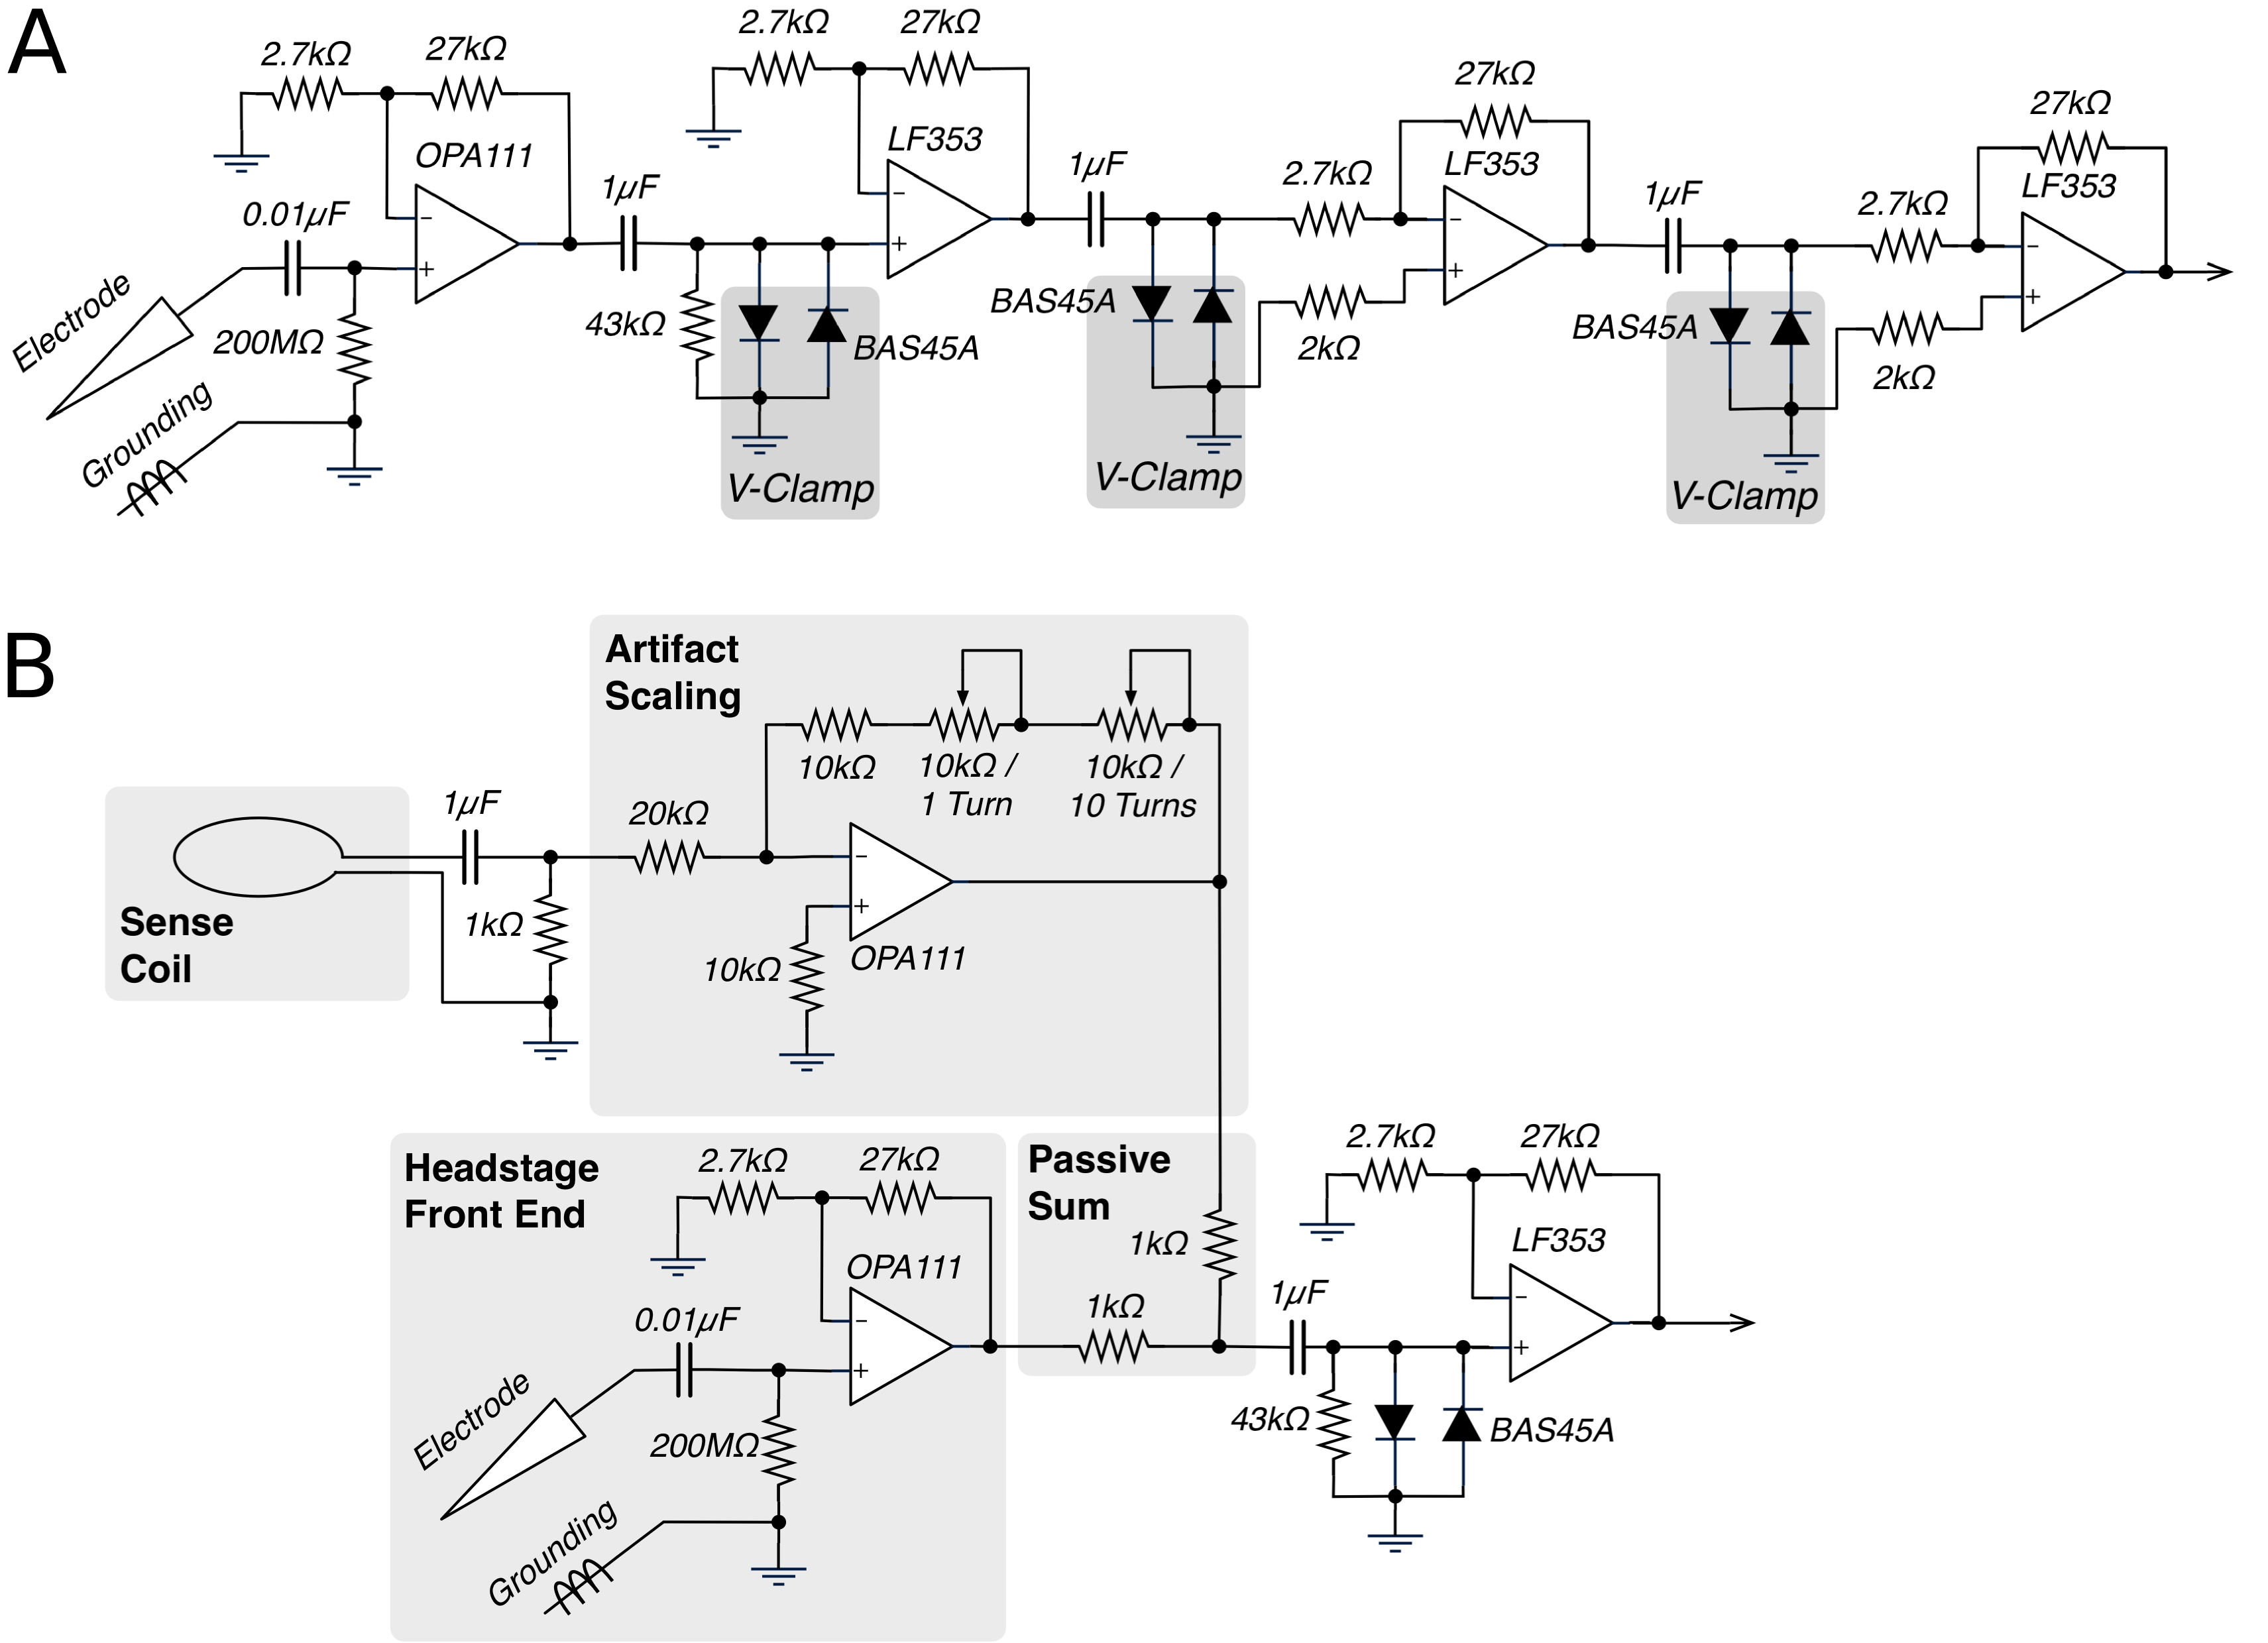 A
2.7kΩ
27kΩ
OPA111
0.01µF
Electrode
200MΩ
Grounding
1µF
43kΩ
BAS45A
V-Clamp
2.7kΩ
27kΩ
LF353
1µF
BAS45A
V-Clamp
2.7kΩ
27kΩ
LF353
2kΩ
1µF
BAS45A
V-Clamp
2.7kΩ
27kΩ
LF353
2kΩ
B
Artifact
Scaling
10kΩ
10kΩ /
1 Turn
10kΩ /
10 Turns
Sense
Coil
1µF
1kΩ
20kΩ
10kΩ
OPA111
Headstage
Front End
2.7kΩ
27kΩ
OPA111
0.01µF
Electrode
200MΩ
Grounding
Passive
Sum
1kΩ
1kΩ
1µF
43kΩ
BAS45A
2.7kΩ
27kΩ
LF353
+
−